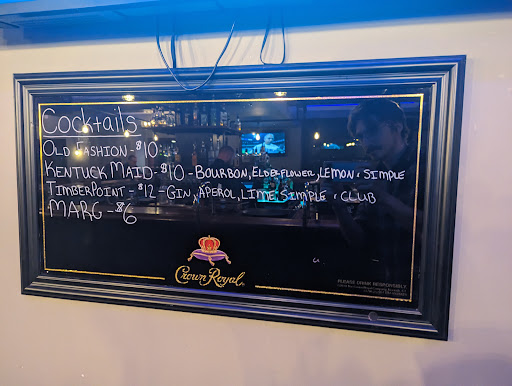 Cocktails
OLD FASHION - $10
KENTUCK MAID - $10 - BOURBON, ELDERFLOWER, LEMON, SIMPLE
TIMBERPOINT - $12 - GIN, APEROL, LIME, SIMPLE, CLUB
MARG - $6
Crown Royal
PLEASE DRINK RESPONSIBLY